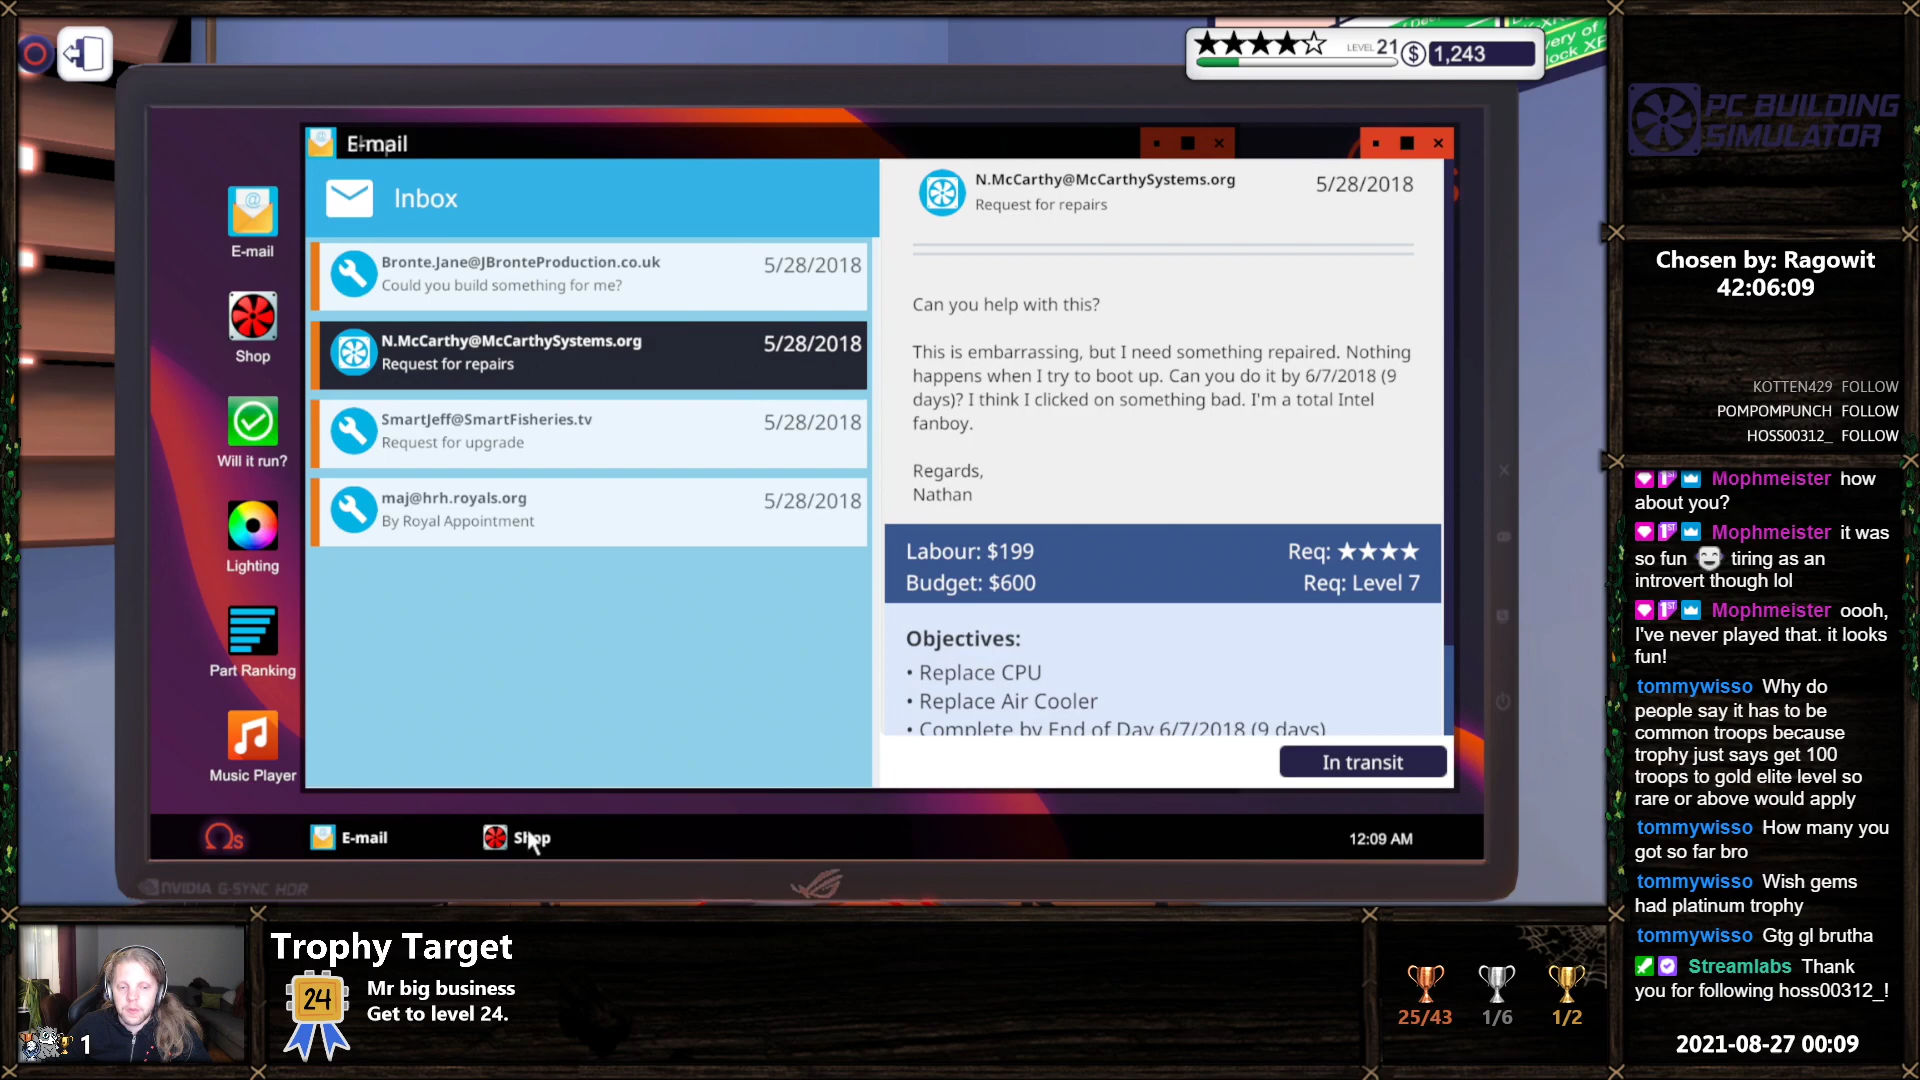 LEVEL 21
$ 1,243
E-mail
Inbox
Bronte.Jane@JBronteProduction.co.uk
5/28/2018
Could you build something for me?
N.McCarthy@McCarthySystems.org
5/28/2018
Request for repairs
SmartJeff@SmartFisheries.tv
5/28/2018
Request for upgrade
maj@hrh.royals.org
5/28/2018
By Royal Appointment
N.McCarthy@McCarthySystems.org
5/28/2018
Request for repairs
Can you help with this?
This is embarrassing, but I need something repaired. Nothing
happens when I try to boot up. Can you do it by 6/7/2018 (9
days)? I think I clicked on something bad. I'm a total Intel
fanboy.
Regards,
Nathan
Labour: $199
Req: ★★★★
Budget: $600
Req: Level 7
Objectives:
• Replace CPU
• Replace Air Cooler
• Complete by End of Day 6/7/2018 (9 days)
In transit
E-mail
Shop
Will it run?
Lighting
Part Ranking
Music Player
Ωs
E-mail
Shop
12:09 AM
NVIDIA G-SYNC HDR
PC BUILDING
SIMULATOR
Chosen by: Ragowit
42:06:09
KOTTEN429 FOLLOW
POMPOMPUNCH FOLLOW
HOSS00312_ FOLLOW
Mophmeister how
about you?
Mophmeister it was
so fun tiring as an
introvert though lol
Mophmeister oooh,
I've never played that. it looks
fun!
tommywisso Why do
people say it has to be
common troops because
trophy just says get 100
troops to gold elite level so
rare or above would apply
tommywisso How many you
got so far bro
tommywisso Wish gems
had platinum trophy
tommywisso Gtg gl brutha
Streamlabs Thank
you for following hoss00312_!
2021-08-27 00:09
Trophy Target
24
Mr big business
Get to level 24.
25/43
1/6
1/2
1